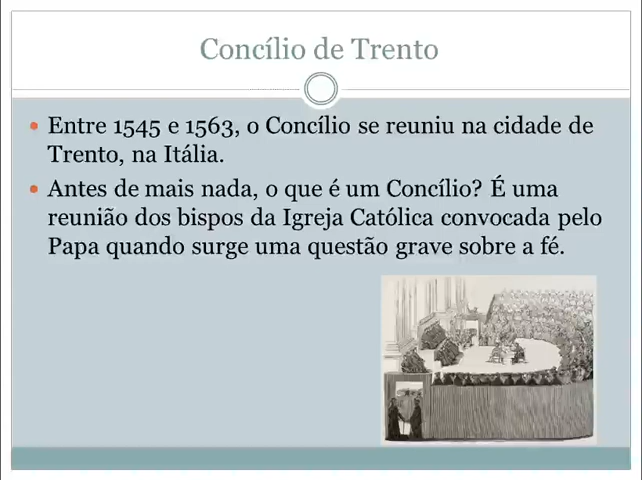 Concílio de Trento
• Entre 1545 e 1563, o Concílio se reuniu na cidade de
Trento, na Itália.
• Antes de mais nada, o que é um Concílio? É uma
reunião dos bispos da Igreja Católica convocada pelo
Papa quando surge uma questão grave sobre a fé.